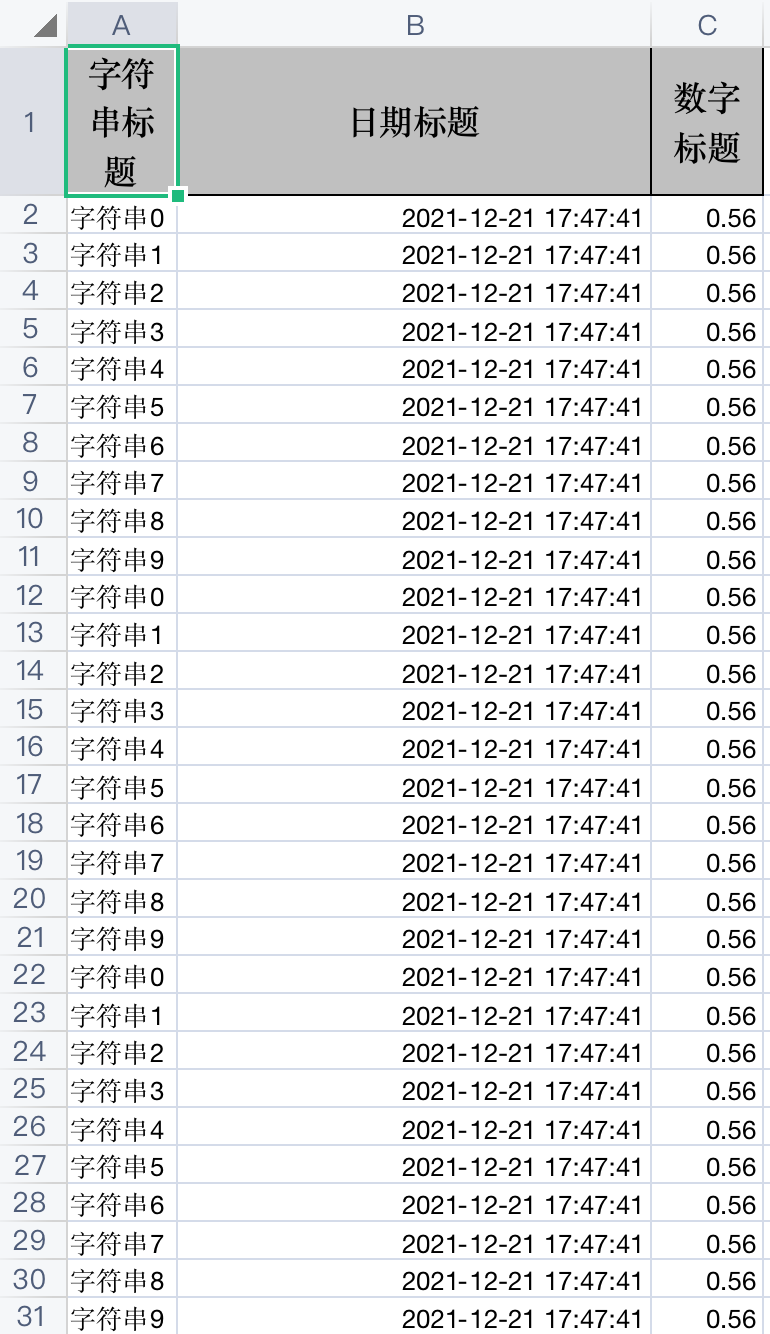 A B C
1 字符串标题 日期标题 数字标题
2 字符串0 2021-12-21 17:47:41 0.56
3 字符串1 2021-12-21 17:47:41 0.56
4 字符串2 2021-12-21 17:47:41 0.56
5 字符串3 2021-12-21 17:47:41 0.56
6 字符串4 2021-12-21 17:47:41 0.56
7 字符串5 2021-12-21 17:47:41 0.56
8 字符串6 2021-12-21 17:47:41 0.56
9 字符串7 2021-12-21 17:47:41 0.56
10 字符串8 2021-12-21 17:47:41 0.56
11 字符串9 2021-12-21 17:47:41 0.56
12 字符串0 2021-12-21 17:47:41 0.56
13 字符串1 2021-12-21 17:47:41 0.56
14 字符串2 2021-12-21 17:47:41 0.56
15 字符串3 2021-12-21 17:47:41 0.56
16 字符串4 2021-12-21 17:47:41 0.56
17 字符串5 2021-12-21 17:47:41 0.56
18 字符串6 2021-12-21 17:47:41 0.56
19 字符串7 2021-12-21 17:47:41 0.56
20 字符串8 2021-12-21 17:47:41 0.56
21 字符串9 2021-12-21 17:47:41 0.56
22 字符串0 2021-12-21 17:47:41 0.56
23 字符串1 2021-12-21 17:47:41 0.56
24 字符串2 2021-12-21 17:47:41 0.56
25 字符串3 2021-12-21 17:47:41 0.56
26 字符串4 2021-12-21 17:47:41 0.56
27 字符串5 2021-12-21 17:47:41 0.56
28 字符串6 2021-12-21 17:47:41 0.56
29 字符串7 2021-12-21 17:47:41 0.56
30 字符串8 2021-12-21 17:47:41 0.56
31 字符串9 2021-12-21 17:47:41 0.56